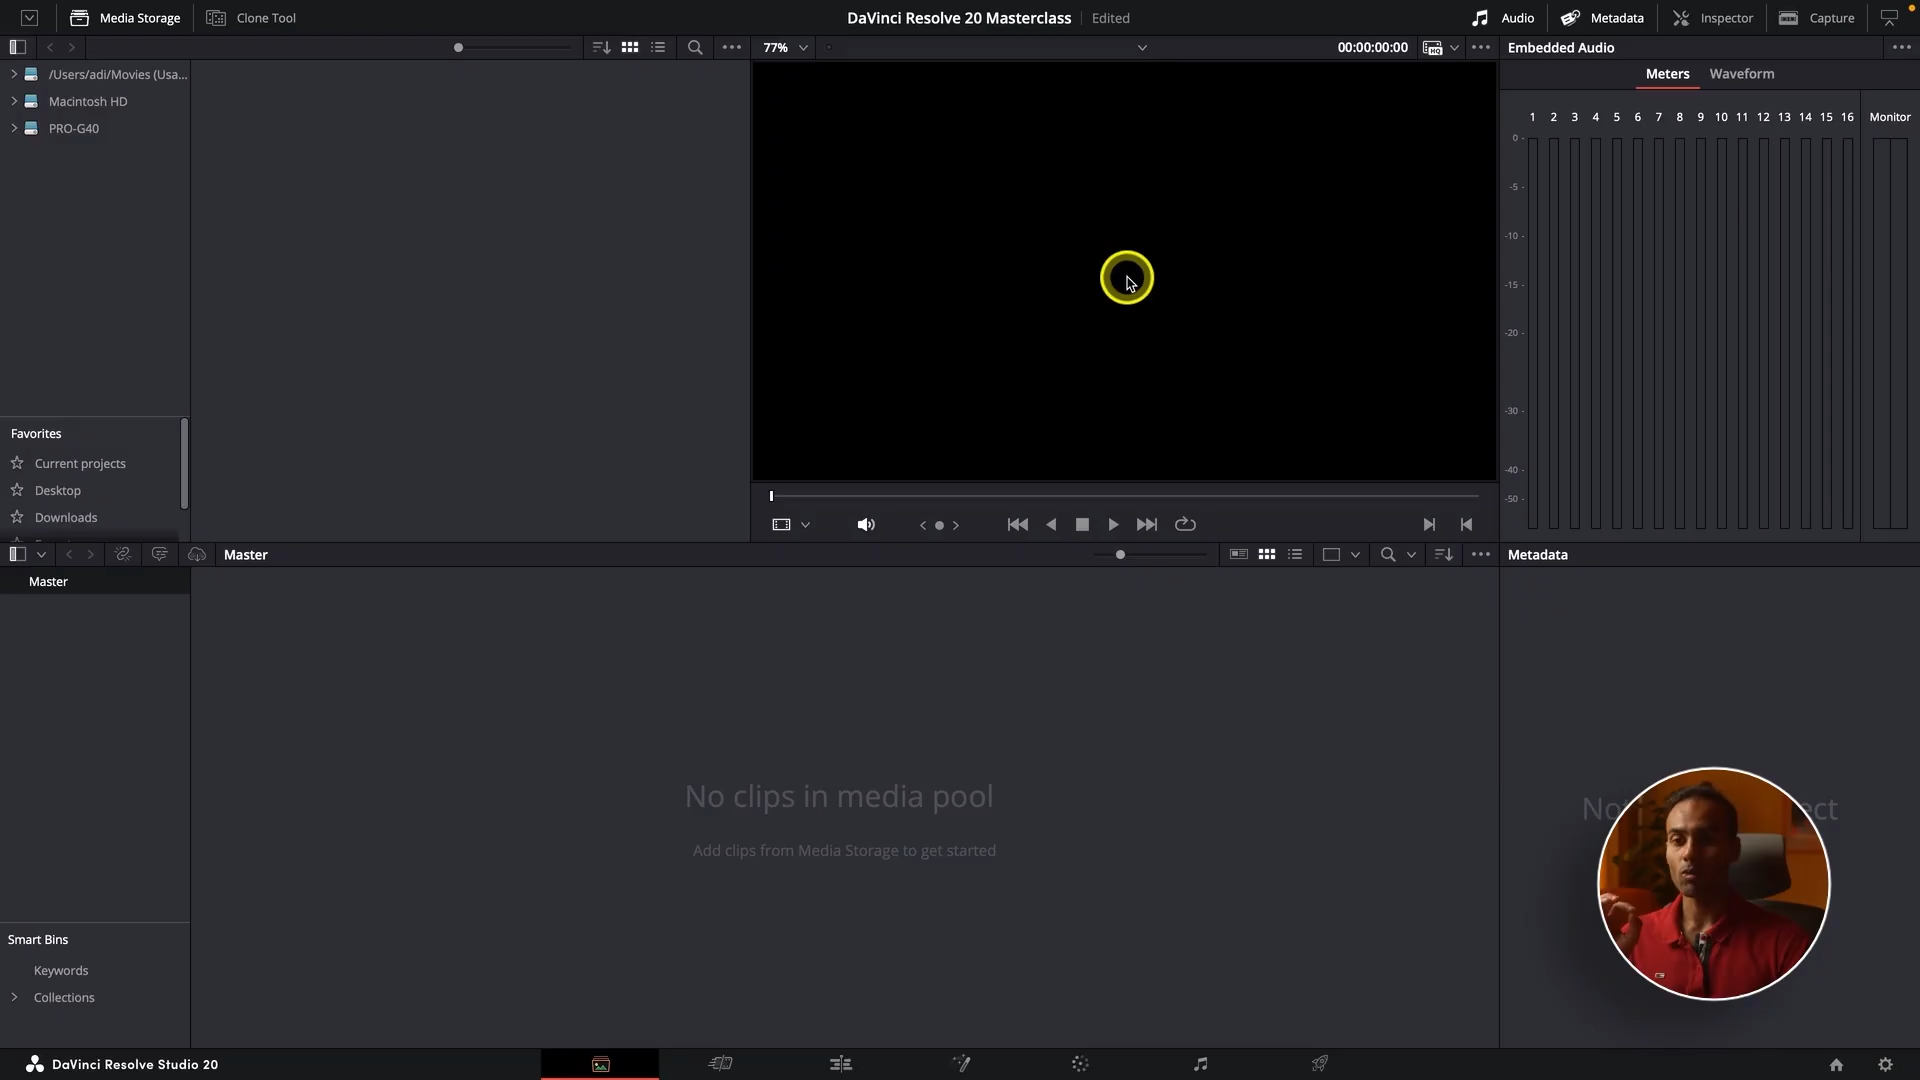 Media Storage
Clone Tool
DaVinci Resolve 20 Masterclass
Edited
Audio
Metadata
Inspector
Capture
77%
00:00:00:00
Embedded Audio
Meters
Waveform
/Users/adi/Movies (Usa...
Macintosh HD
PRO-G40
1 2 3 4 5 6 7 8 9 10 11 12 13 14 15 16 Monitor
0 -
-5 -
-10 -
-15 -
-20 -
-30 -
-40 -
-50 -
Favorites
Current projects
Desktop
Downloads
Master
Metadata
Master
No clips in media pool
Add clips from Media Storage to get started
Smart Bins
Keywords
Collections
DaVinci Resolve Studio 20